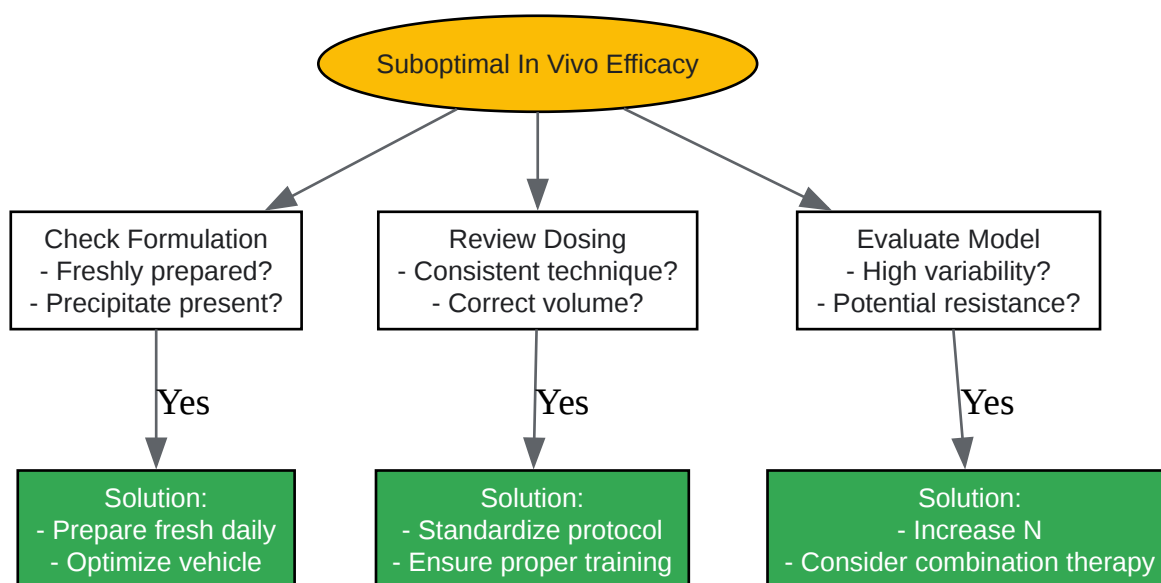 Suboptimal In Vivo Efficacy
Check Formulation
- Freshly prepared?
- Precipitate present?
Review Dosing
- Consistent technique?
- Correct volume?
Evaluate Model
- High variability?
- Potential resistance?
Yes
Yes
Yes
Solution:
- Prepare fresh daily
- Optimize vehicle
Solution:
- Standardize protocol
- Ensure proper training
Solution:
- Increase N
- Consider combination therapy